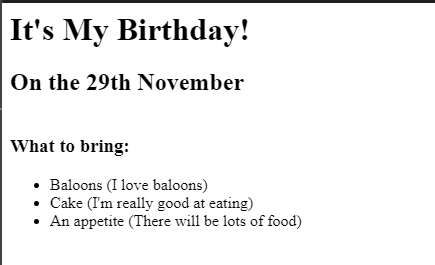 It's My Birthday!
On the 29th November
What to bring:
Baloons (I love baloons)
Cake (I'm really good at eating)
An appetite (There will be lots of food)